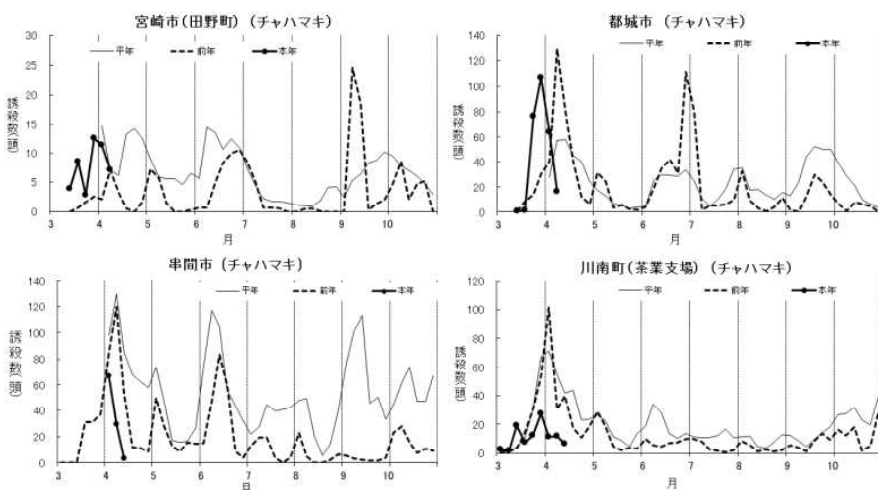 宮崎市(田野町) (チャハマキ)
平年 前年 本年
誘殺数(頭)
30
25
20
15
10
5
0
3 4 5 6 7 8 9 10
月
都城市 (チャハマキ)
平年 前年 本年
誘殺数(頭)
140
120
100
80
60
40
20
0
3 4 5 6 7 8 9 10
月
串間市 (チャハマキ)
平年 前年 本年
誘殺数(頭)
140
120
100
80
60
40
20
0
3 4 5 6 7 8 9 10
月
川南町(茶業支場) (チャハマキ)
平年 前年 本年
誘殺数(頭)
120
100
80
60
40
20
0
3 4 5 6 7 8 9 10
月